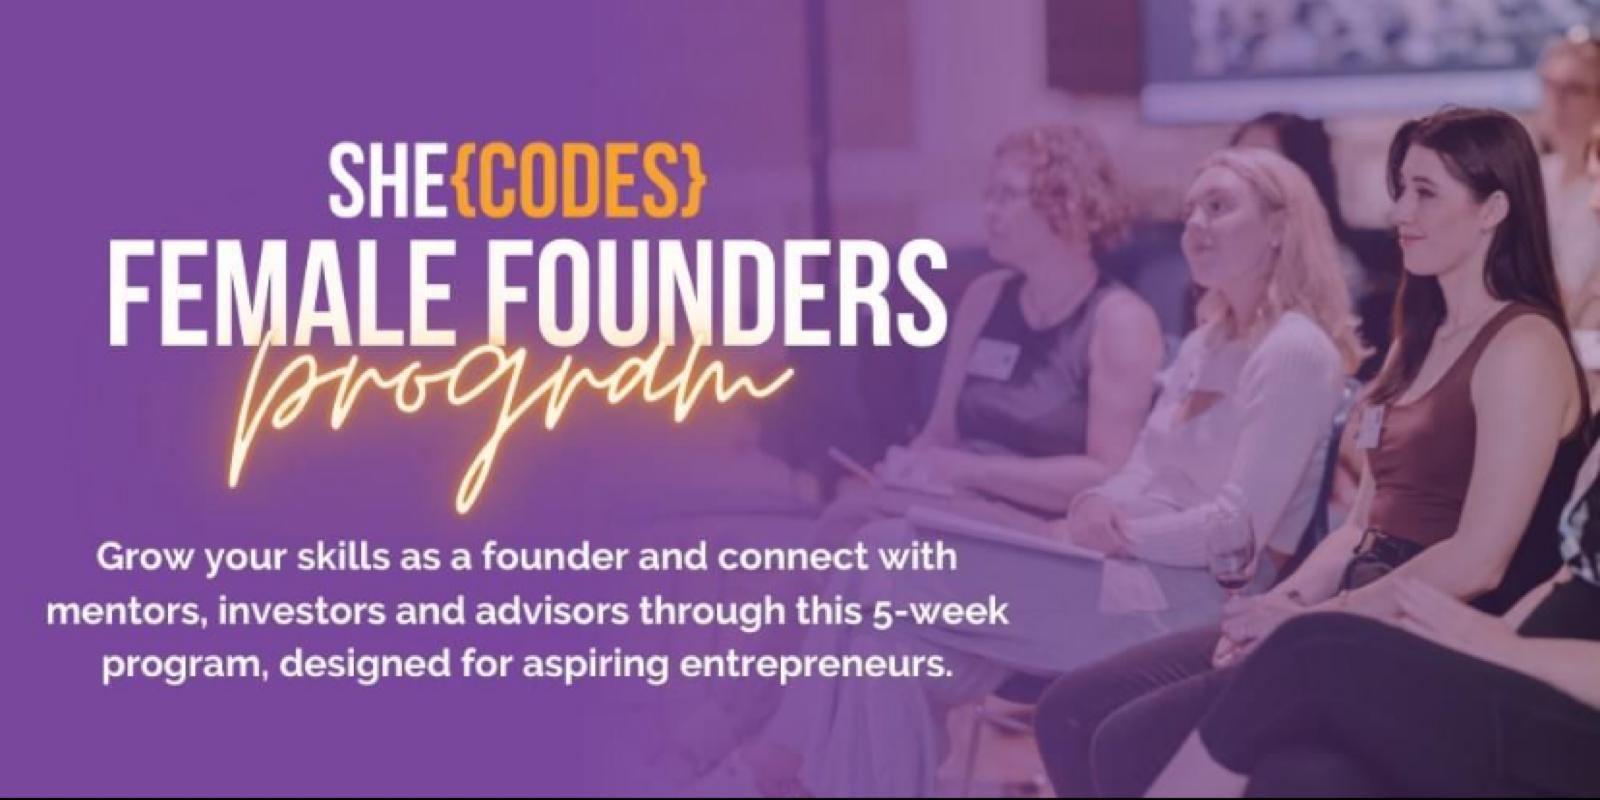 SHE{CODES}
FEMALE FOUNDERS
program
Grow your skills as a founder and connect with
mentors, investors and advisors through this 5-week
program, designed for aspiring entrepreneurs.